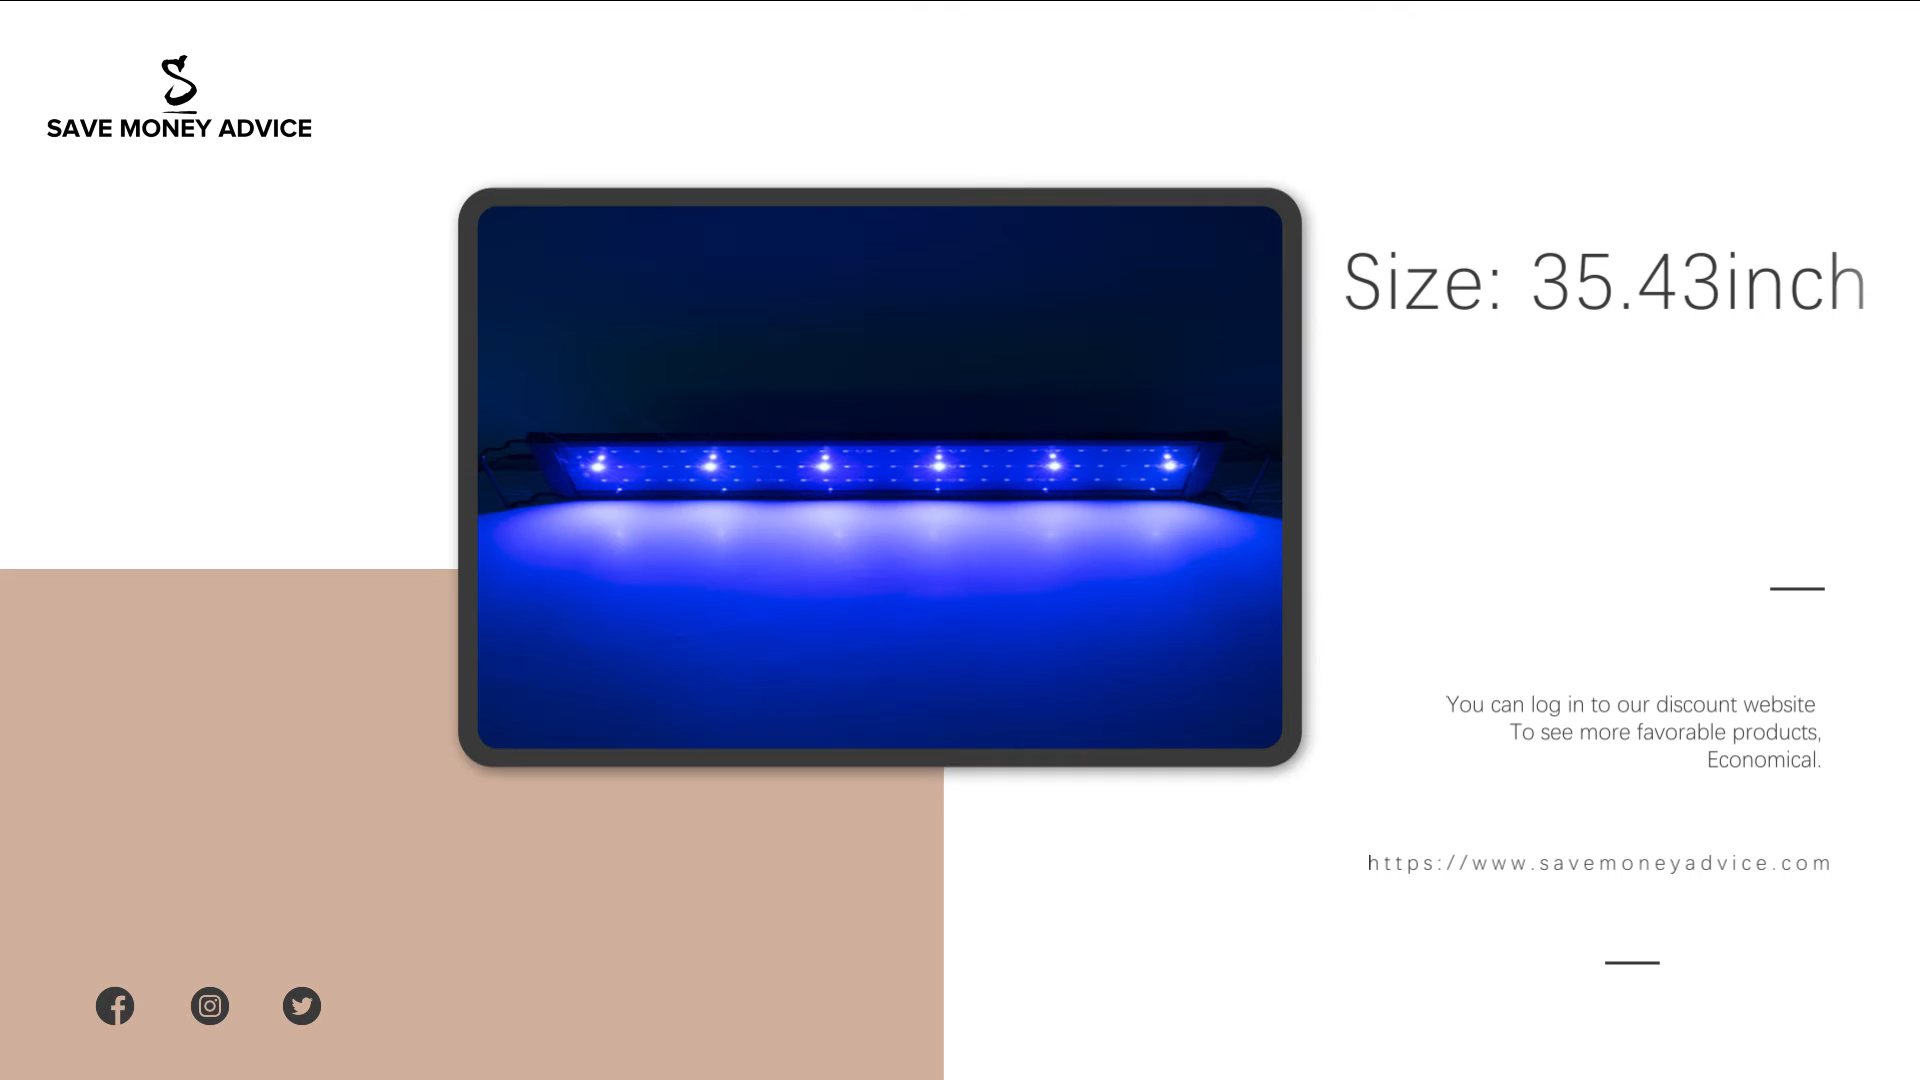 SAVE MONEY ADVICE
Size: 35.43inch
You can log in to our discount website
To see more favorable products,
Economical.
https://www.savemoneyadvice.com